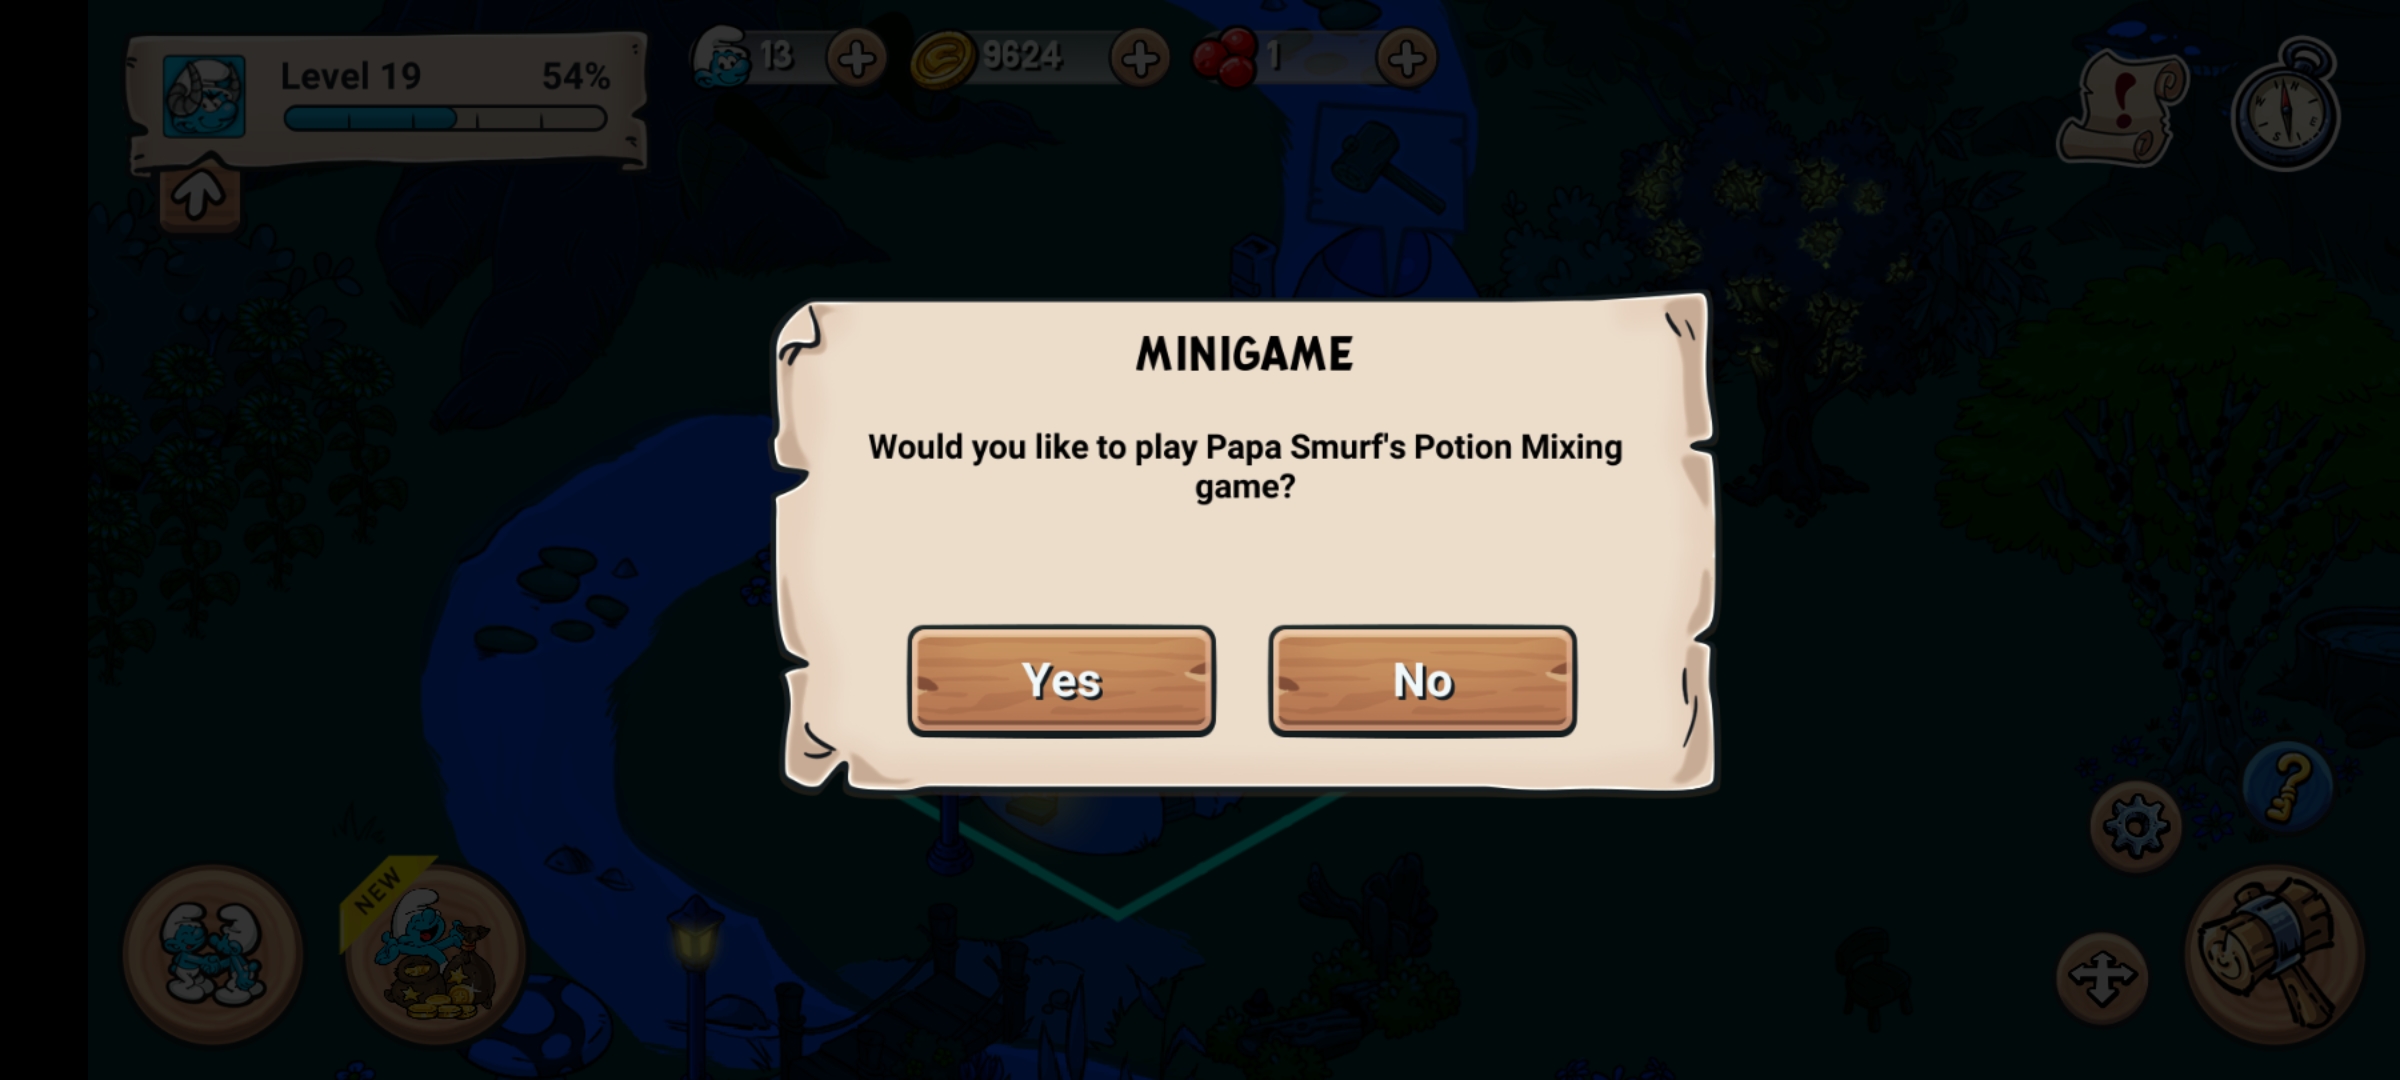 Level 19 54%
13
9624
1
MINIGAME
Would you like to play Papa Smurf's Potion Mixing
game?
Yes
No
NEW